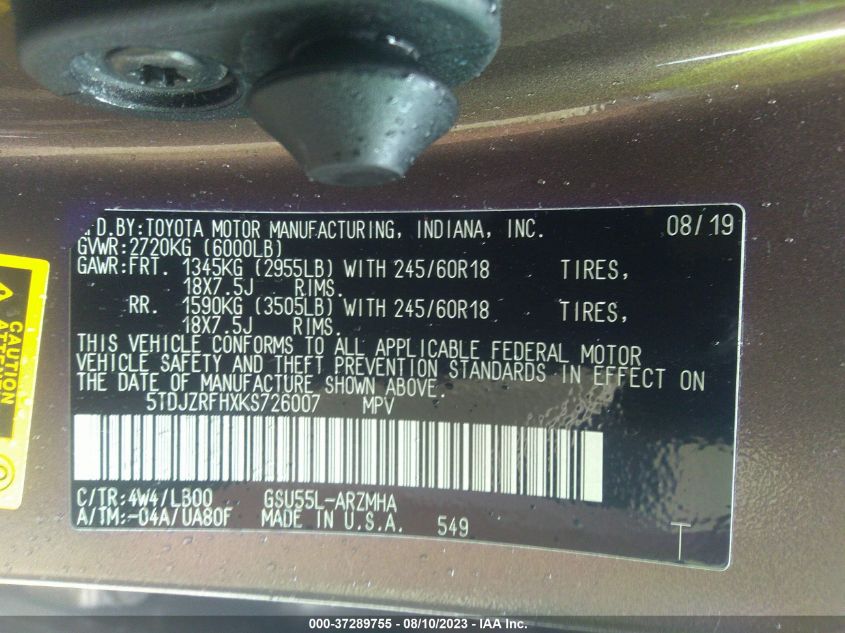 D.BY:TOYOTA MOTOR MANUFACTURING, INDIANA, INC. 08/19
GVWR:2720KG (6000LB)
GAWR:FRT. 1345KG (2955LB) WITH 245/60R18 TIRES,
18X7.5J RIMS.
RR. 1590KG (3505LB) WITH 245/60R18 TIRES,
18X7.5J RIMS.
THIS VEHICLE CONFORMS TO ALL APPLICABLE FEDERAL MOTOR
VEHICLE SAFETY AND THEFT PREVENTION STANDARDS IN EFFECT ON
THE DATE OF MANUFACTURE SHOWN ABOVE.
5TDJZRFHXKS726007 MPV
C/TR:4W4/LB00 GSU55L-ARZMHA
A/TM:-04A/UA80F MADE IN U.S.A. 549
T
CAUTION
000-37289755 - 08/10/2023 - IAA Inc.